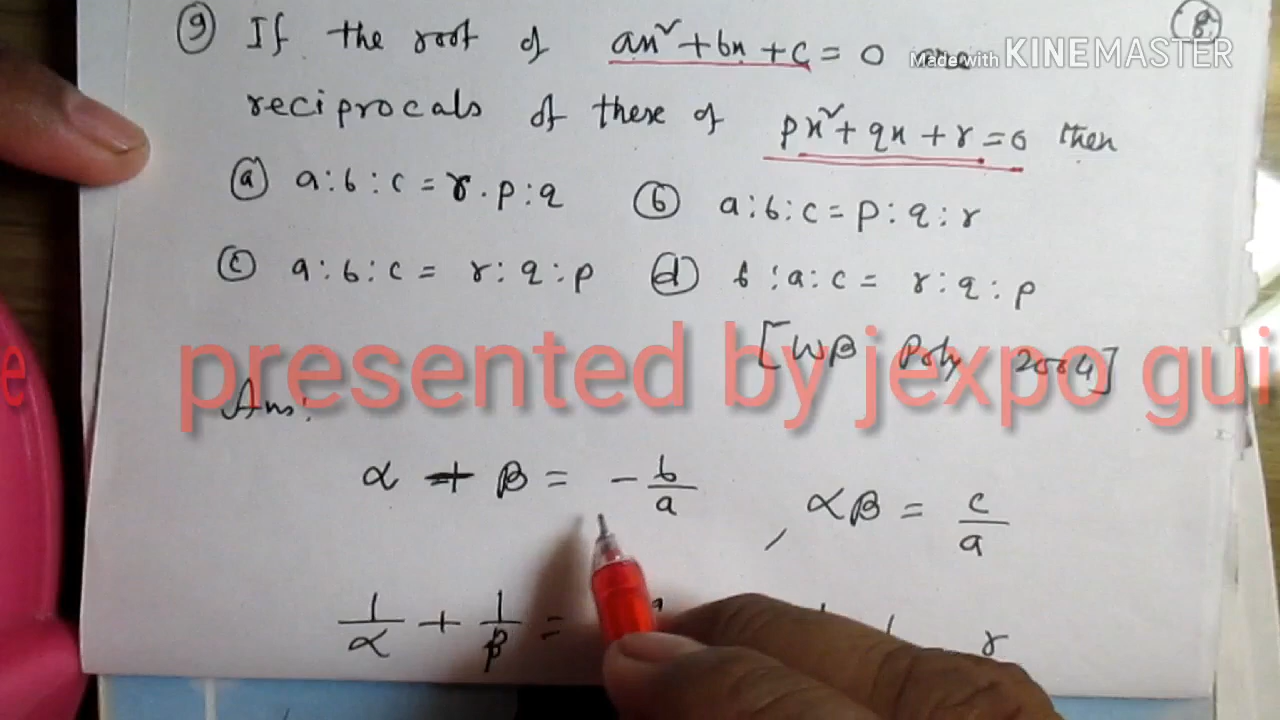 ⑨ If the root of ax² + bx + c = 0 are
reciprocals of these of px² + qx + r = 0 then
ⓐ a : b : c = r . p : q ⓑ a : b : c = p : q : r
ⓒ a : b : c = r : q : p ⓓ b : a : c = r : q : p
[WB Poly 2004]
Ans:
α + β = - b/a , αβ = c/a
1/α + 1/β =
r
Made with KINEMASTER
e presented by jexpo gui